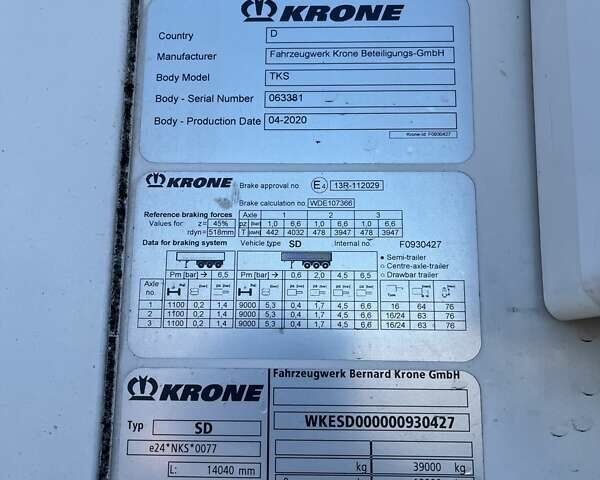 KRONE
Country D
Manufacturer Fahrzeugwerk Krone Beteiligungs-GmbH
Body Model TKS
Body - Serial Number 063381
Body - Production Date 04-2020
Krone-Id: F0930427
KRONE Brake approval no. E4 13R-112029
Brake calculation no. WDE107366
Reference braking forces Axle 1 2 3
Values for: z= 45% pz [bar] 1,0 6,6 1,0 6,6 1,0 6,6
rdyn= 518mm T [daN] 442 4032 478 3947 478 3947
Data for braking system Vehicle type SD Internal no F0930427
Semi-trailer
Centre-axle-trailer
Drawbar trailer
Pm [bar] → 6,5 Pm [bar] → 0,6 2,0 4,5 6,5
Axle no.
1 1100 0,2 1,4 9000 5,3 0,4 1,7 4,5 6,6 16 64 76
2 1100 0,2 1,4 9000 5,3 0,4 1,7 4,5 6,6 16/24 63 76
3 1100 0,2 1,4 9000 5,3 0,4 1,7 4,5 6,6 16/24 63 76
KRONE Fahrzeugwerk Bernard Krone GmbH
Typ SD WKESD000000930427
e24*NKS*0077
L: 14040 mm kg 39000 kg